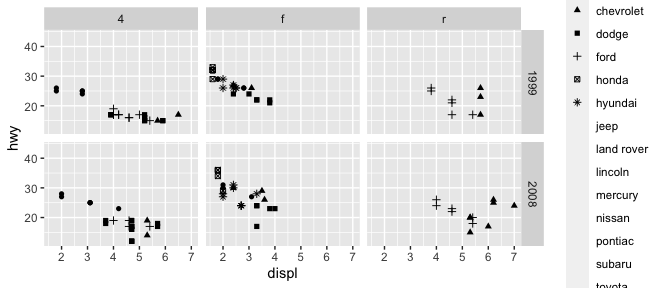 4 f r
chevrolet
dodge
ford
honda
hyundai
jeep
land rover
lincoln
mercury
nissan
pontiac
subaru
toyota
40
30
20
1999
hwy
40
30
20
2008
2 3 4 5 6 7 2 3 4 5 6 7 2 3 4 5 6 7
displ